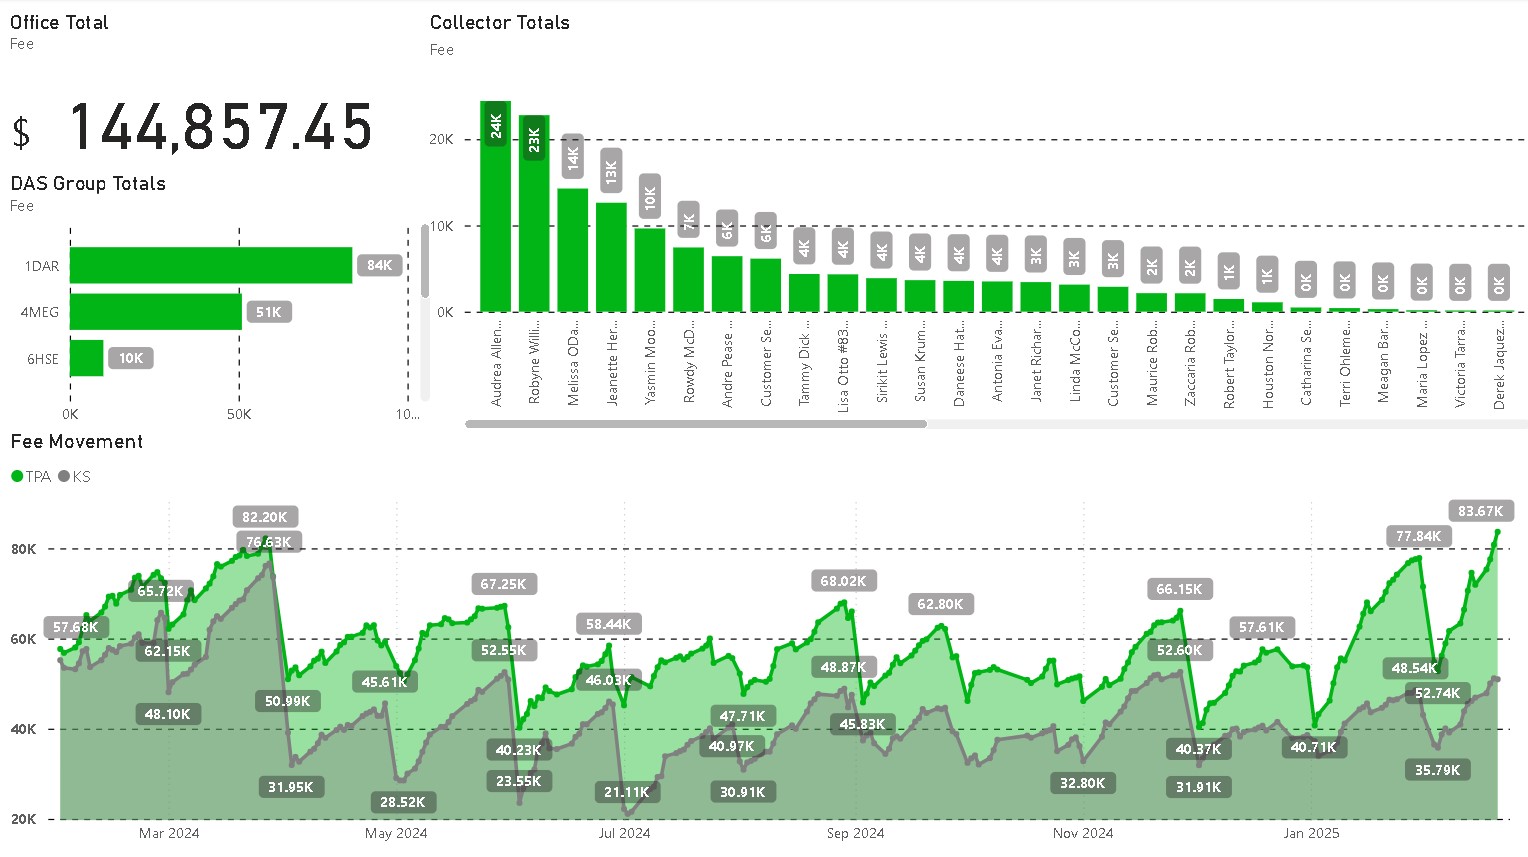 Office Total
Fee
$ 144,857.45
DAS Group Totals
Fee
1DAR 84K
4MEG 51K
6HSE 10K
0K 50K 10...
Collector Totals
Fee
20K
10K
0K
24K
23K
14K
13K
10K
7K
6K
6K
4K
4K
4K
4K
4K
4K
3K
3K
3K
2K
2K
1K
1K
0K
0K
0K
0K
0K
0K
Audrea Allen...
Robyne Willi...
Melissa ODa...
Jeanette Her...
Yasmin Moo...
Rowdy McD...
Andre Pease ...
Customer Se...
Tammy Dick ...
Lisa Otto #83...
Sirikit Lewis ...
Susan Krum...
Daneese Hat...
Antonia Eva...
Janet Richar...
Linda McCo...
Customer Se...
Maurice Rob...
Zaccaria Rob...
Robert Taylor...
Houston Nor...
Catharina Se...
Terri Ohleme...
Meagan Bar...
Maria Lopez ...
Victoria Tarra...
Derek Jaquez...
Fee Movement
TPA KS
80K
60K
40K
20K
57.68K
65.72K
62.15K
48.10K
82.20K
76.63K
50.99K
31.95K
45.61K
28.52K
67.25K
52.55K
40.23K
23.55K
58.44K
46.03K
21.11K
47.71K
40.97K
30.91K
68.02K
48.87K
45.83K
62.80K
32.80K
66.15K
52.60K
40.37K
31.91K
57.61K
40.71K
77.84K
48.54K
52.74K
35.79K
83.67K
Mar 2024 May 2024 Jul 2024 Sep 2024 Nov 2024 Jan 2025